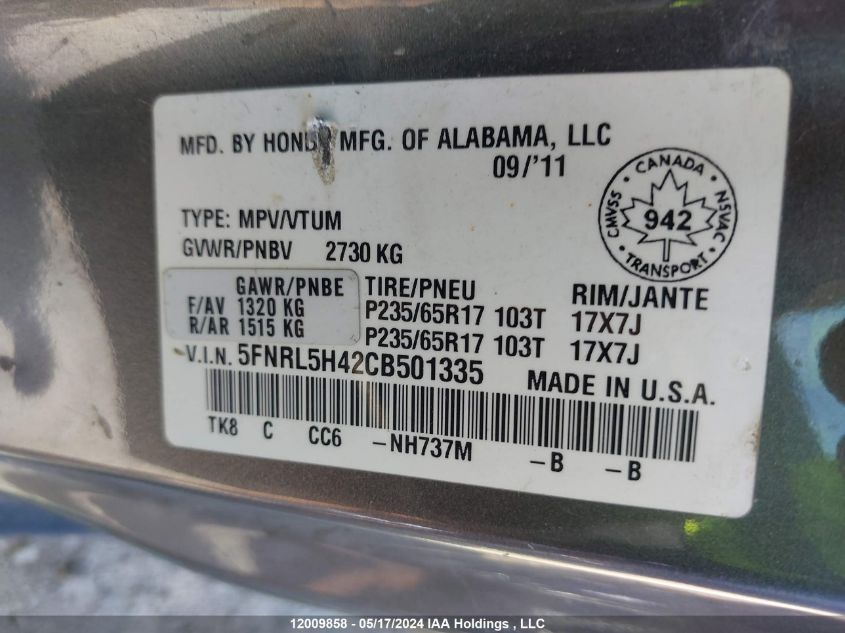 MFD. BY HONDA MFG. OF ALABAMA, LLC
09/'11
TYPE: MPV/VTUM
GVWR/PNBV 2730 KG
GAWR/PNBE TIRE/PNEU RIM/JANTE
F/AV 1320 KG P235/65R17 103T 17X7J
R/AR 1515 KG P235/65R17 103T 17X7J
V.I.N. 5FNRL5H42CB501335 MADE IN U.S.A.
TK8 C CC6 -NH737M -B -B
CANADA
CMVSS 942 NSVAC
TRANSPORT
12009858 - 05/17/2024 IAA Holdings , LLC